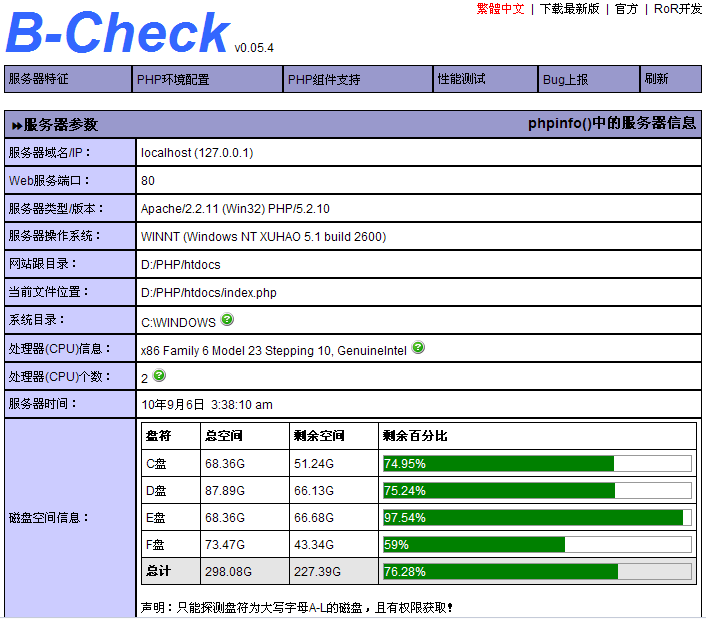 繁體中文 | 下载最新版 | 官方 | RoR开发
B-Check v0.05.4
服务器特征 PHP环境配置 PHP组件支持 性能测试 Bug上报 刷新
服务器参数 phpinfo()中的服务器信息
服务器域名/IP： localhost (127.0.0.1)
Web服务端口： 80
服务器类型/版本： Apache/2.2.11 (Win32) PHP/5.2.10
服务器操作系统： WINNT (Windows NT XUHAO 5.1 build 2600)
网站跟目录： D:/PHP/htdocs
当前文件位置： D:/PHP/htdocs/index.php
系统目录： C:\WINDOWS ?
处理器(CPU)信息： x86 Family 6 Model 23 Stepping 10, GenuineIntel ?
处理器(CPU)个数： 2 ?
服务器时间： 10年9月6日 3:38:10 am
磁盘空间信息：
盘符 总空间 剩余空间 剩余百分比
C盘 68.36G 51.24G 74.95%
D盘 87.89G 66.13G 75.24%
E盘 68.36G 66.68G 97.54%
F盘 73.47G 43.34G 59%
总计 298.08G 227.39G 76.28%
声明：只能探测盘符为大写字母A-L的磁盘，且有权限获取！